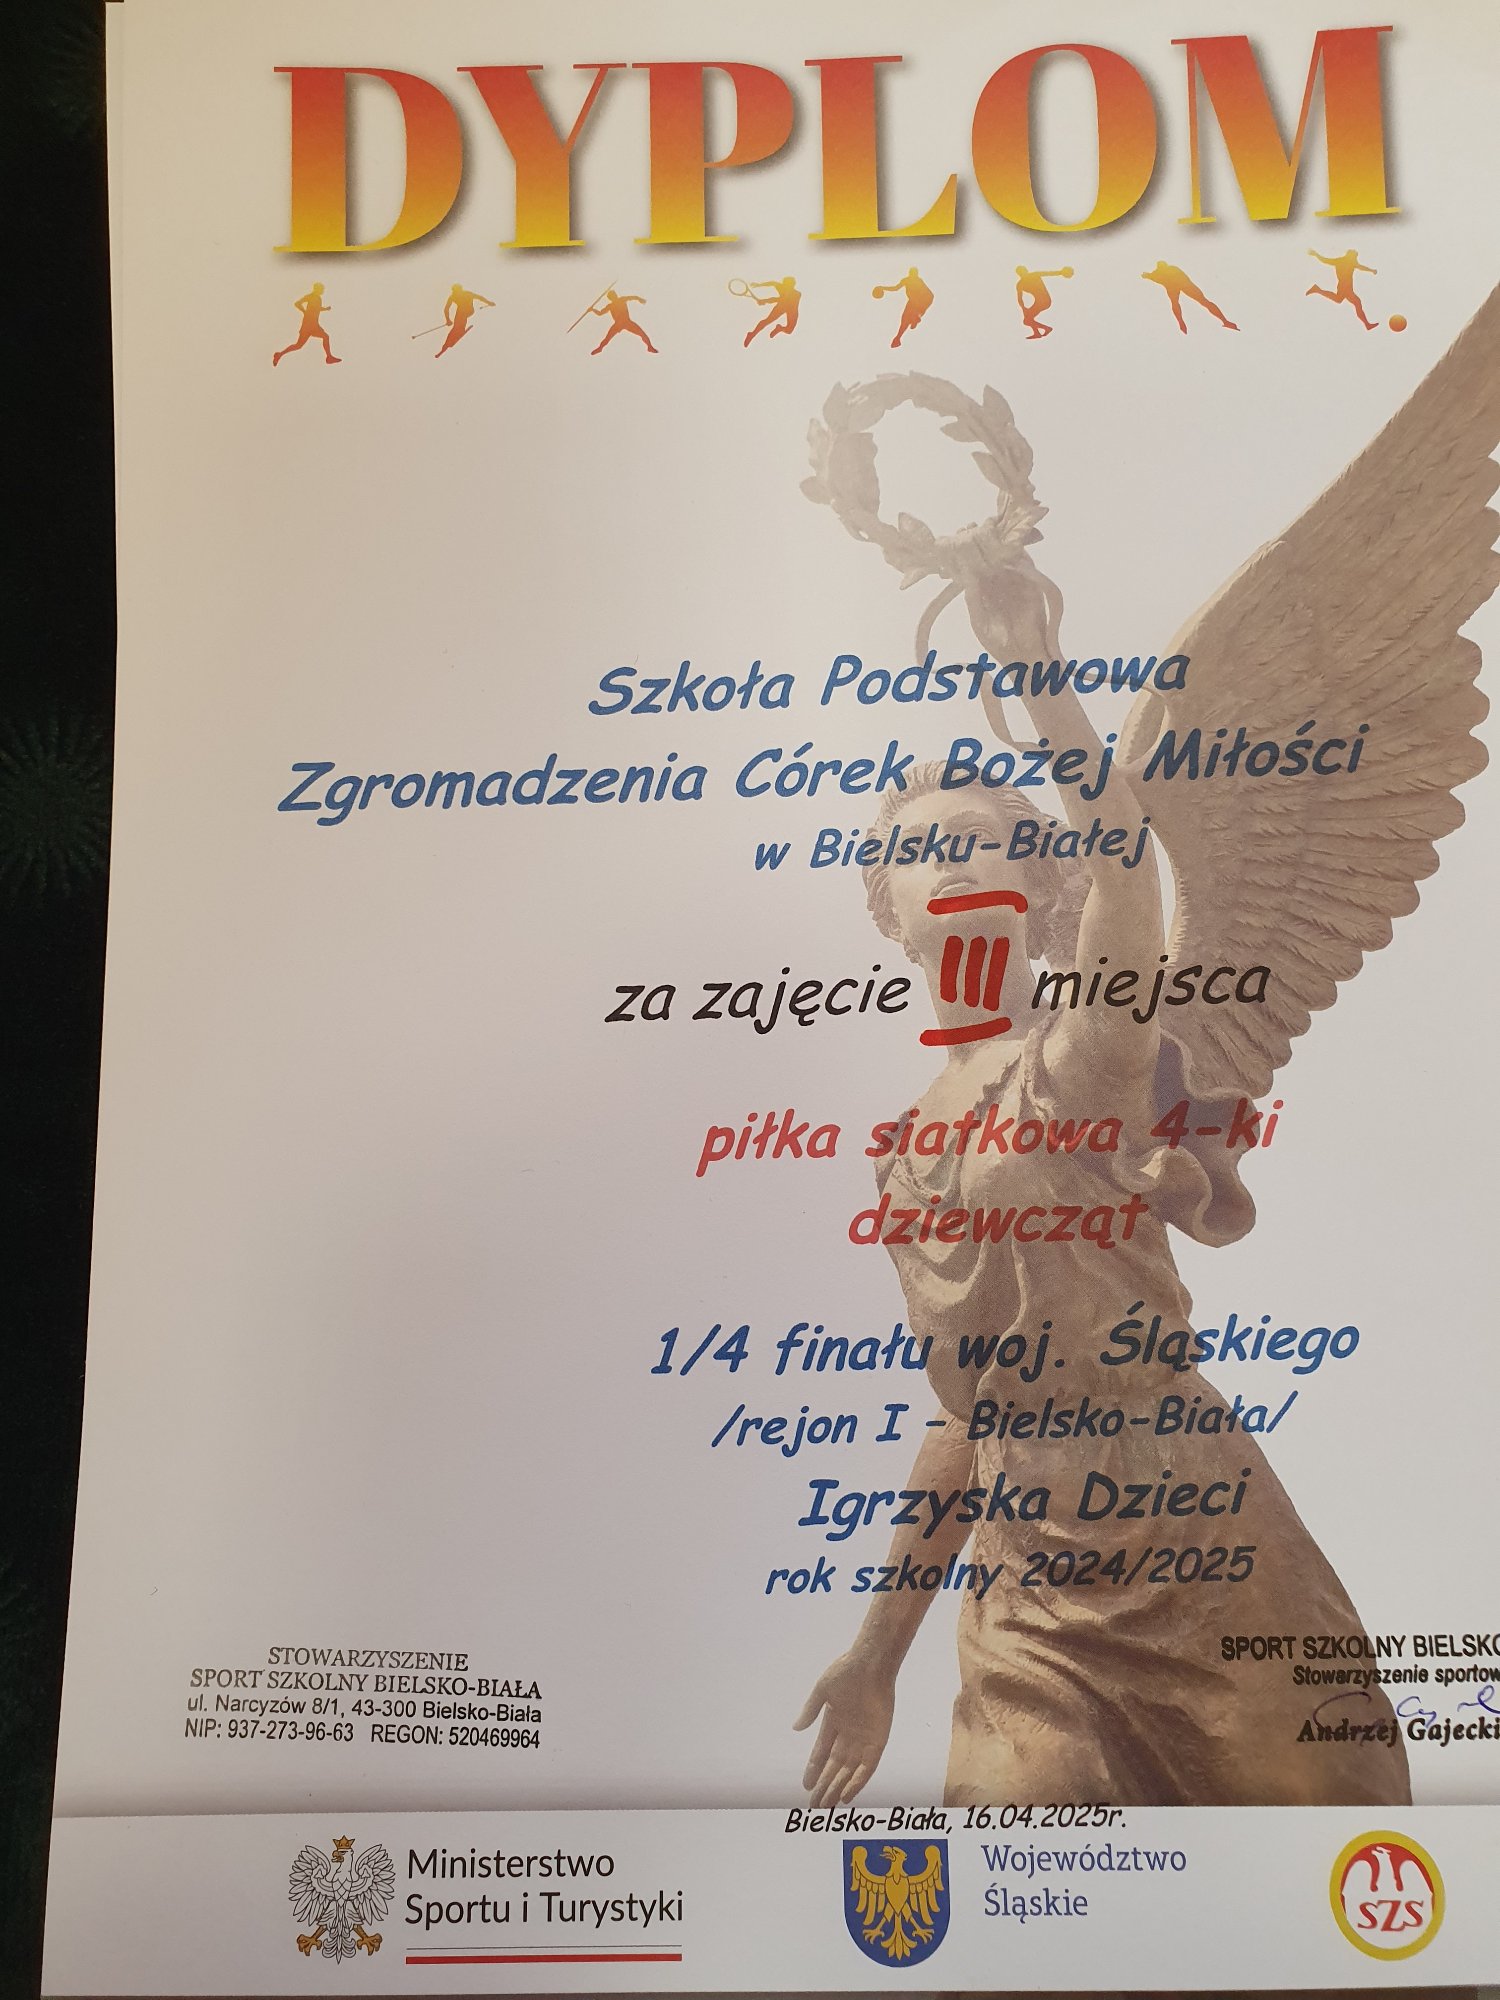 DYPLOM
Szkoła Podstawowa
Zgromadzenia Córek Bożej Miłości
w Bielsku-Białej
za zajęcie III miejsca
piłka siatkowa 4-ki
dziewcząt
1/4 finału woj. Śląskiego
/rejon I - Bielsko-Biała/
Igrzyska Dzieci
rok szkolny 2024/2025
STOWARZYSZENIE
SPORT SZKOLNY BIELSKO-BIAŁA
ul. Narcyzów 8/1, 43-300 Bielsko-Biała
NIP: 937-273-96-63 REGON: 520469964
SPORT SZKOLNY BIELSKO
Stowarzyszenie sportow
Andrzej Gajecki
Bielsko-Biała, 16.04.2025r.
Ministerstwo
Sportu i Turystyki
Województwo
Śląskie
SZS